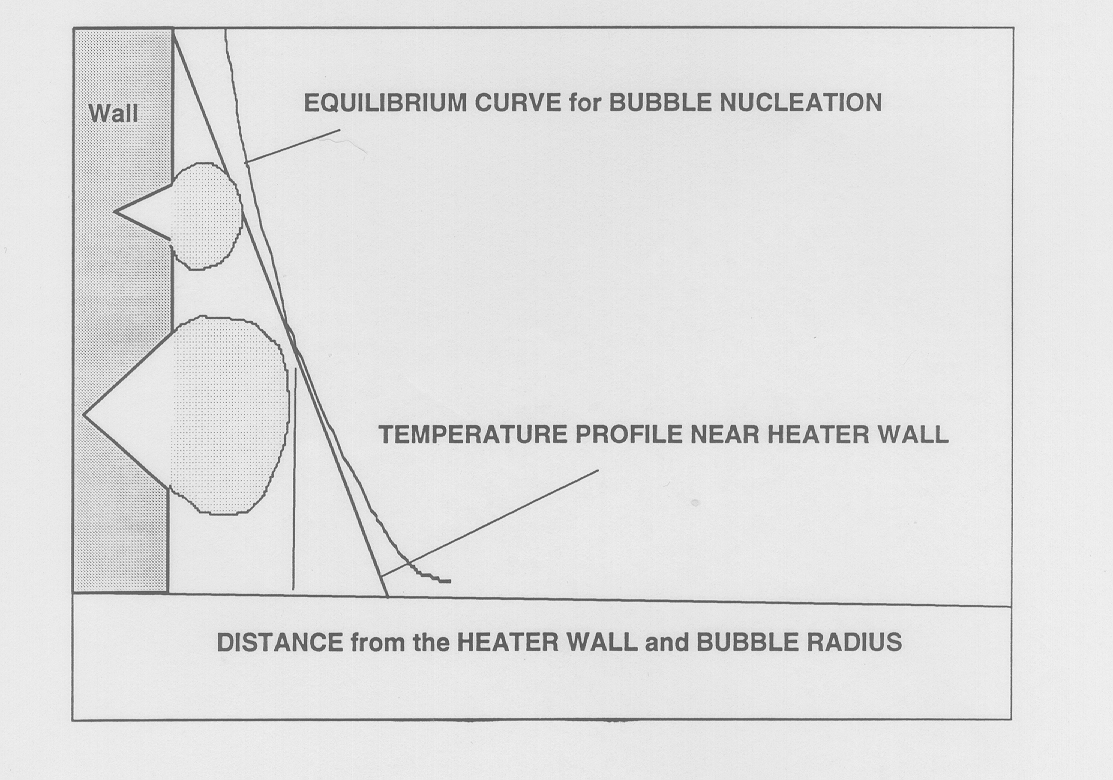 EQUILIBRIUM CURVE for BUBBLE NUCLEATION
Wall
TEMPERATURE PROFILE NEAR HEATER WALL
DISTANCE from the HEATER WALL and BUBBLE RADIUS